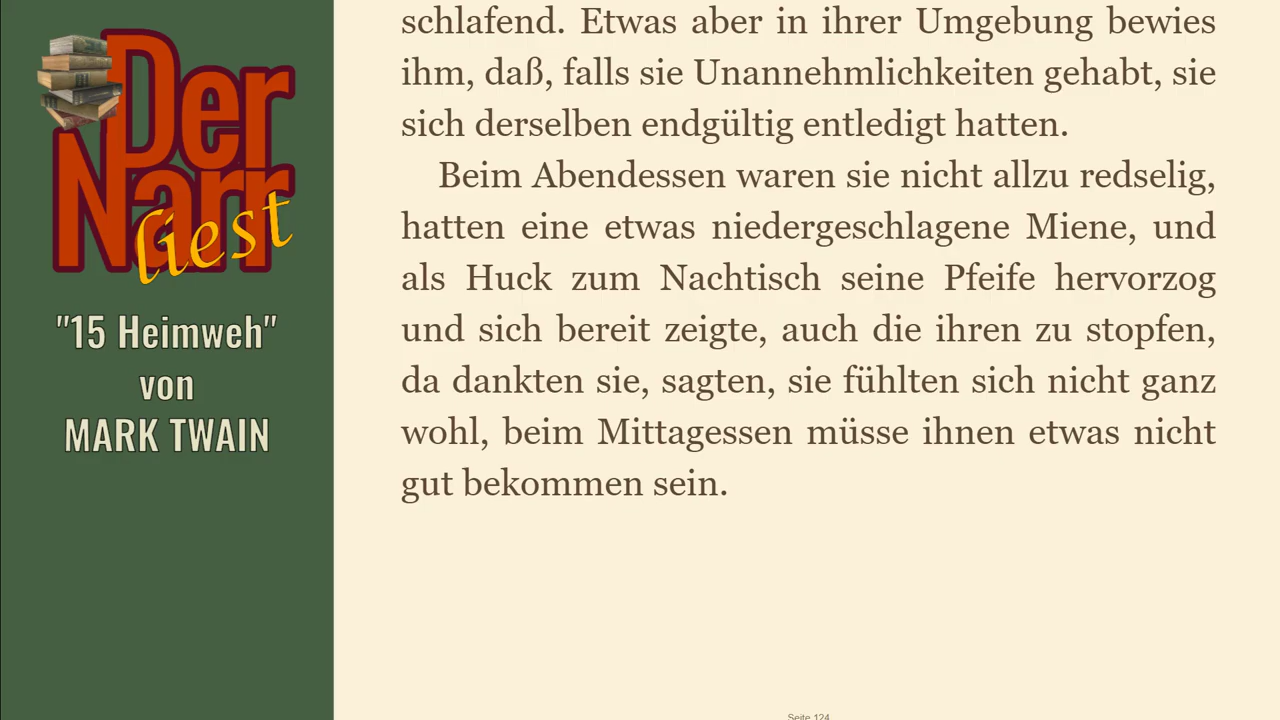 Der
Narr
liest
"15 Heimweh"
von
MARK TWAIN
schlafend. Etwas aber in ihrer Umgebung bewies
ihm, daß, falls sie Unannehmlichkeiten gehabt, sie
sich derselben endgültig entledigt hatten.
Beim Abendessen waren sie nicht allzu redselig,
hatten eine etwas niedergeschlagene Miene, und
als Huck zum Nachtisch seine Pfeife hervorzog
und sich bereit zeigte, auch die ihren zu stopfen,
da dankten sie, sagten, sie fühlten sich nicht ganz
wohl, beim Mittagessen müsse ihnen etwas nicht
gut bekommen sein.
Seite 124